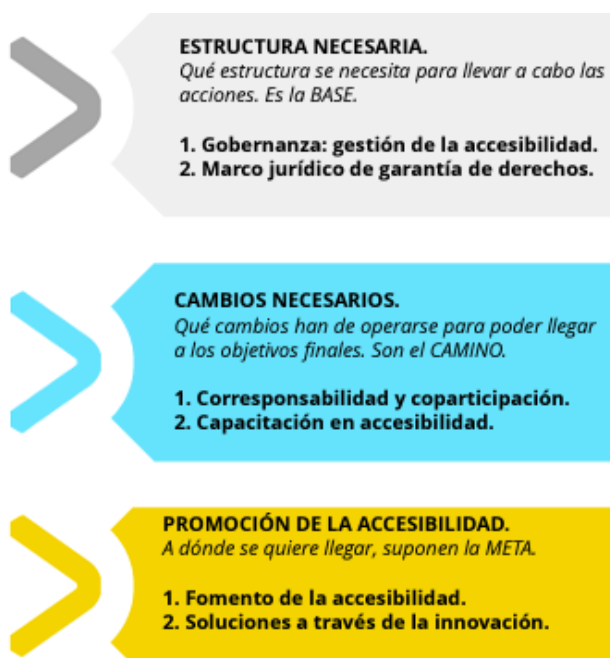 ESTRUCTURA NECESARIA.
Qué estructura se necesita para llevar a cabo las
acciones. Es la BASE.
1. Gobernanza: gestión de la accesibilidad.
2. Marco jurídico de garantía de derechos.
CAMBIOS NECESARIOS.
Qué cambios han de operarse para poder llegar
a los objetivos finales. Son el CAMINO.
1. Corresponsabilidad y coparticipación.
2. Capacitación en accesibilidad.
PROMOCIÓN DE LA ACCESIBILIDAD.
A dónde se quiere llegar, suponen la META.
1. Fomento de la accesibilidad.
2. Soluciones a través de la innovación.